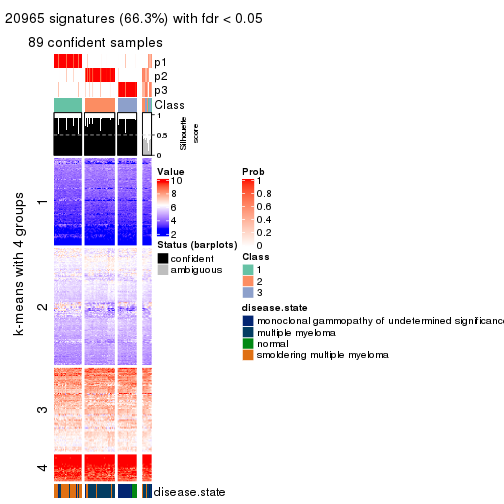 20965 signatures (66.3%) with fdr < 0.05
89 confident samples
p1
p2
p3
Class
1
0.5
0
Silhouette
score
k-means with 4 groups
1
2
3
4
disease.state
Value
10
8
6
4
2
Status (barplots)
confident
ambiguous
Prob
1
0.8
0.6
0.4
0.2
0
Class
1
2
3
disease.state
monoclonal gammopathy of undetermined significance
multiple myeloma
normal
smoldering multiple myeloma